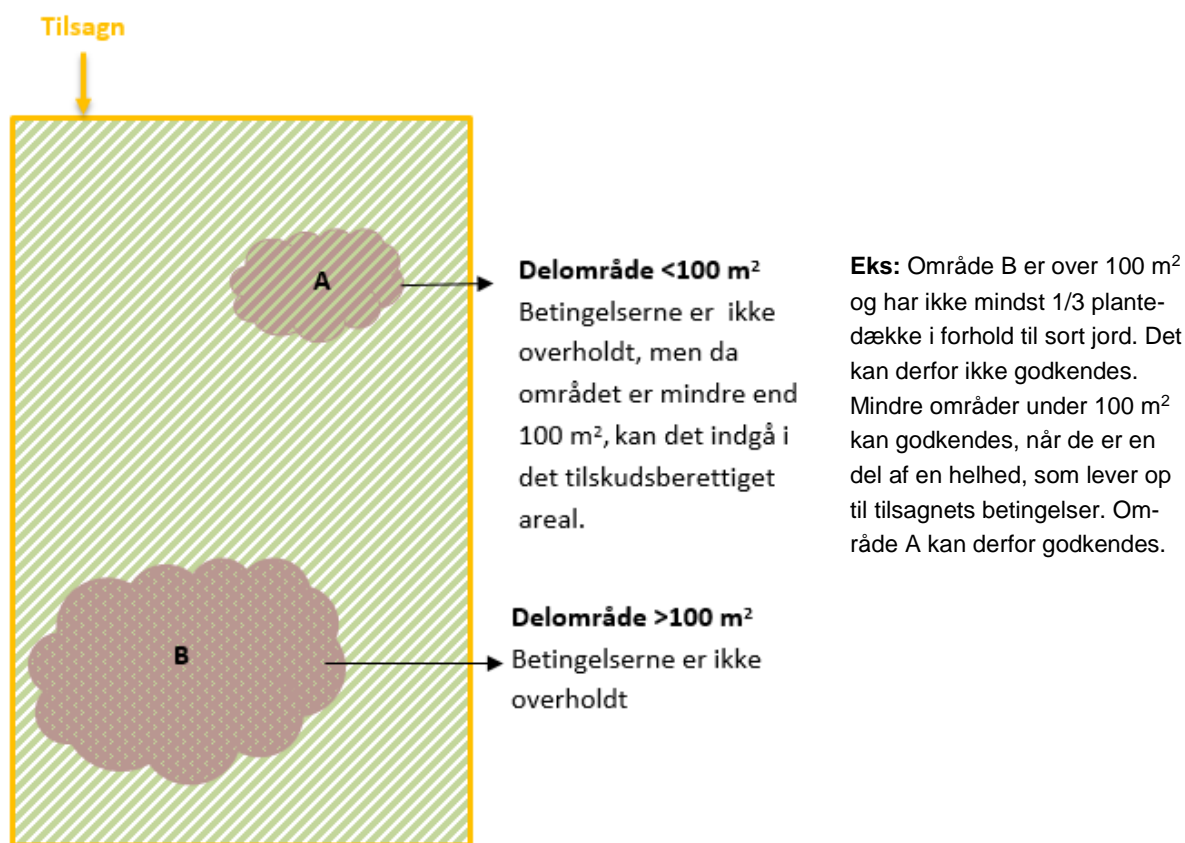 Tilsagn
A
Delområde <100 m²
Betingelserne er ikke
overholdt, men da
området er mindre end
100 m², kan det indgå i
det tilskudsberettiget
areal.
Eks: Område B er over 100 m²
og har ikke mindst 1/3 plante-
dække i forhold til sort jord. Det
kan derfor ikke godkendes.
Mindre områder under 100 m²
kan godkendes, når de er en
del af en helhed, som lever op
til tilsagnets betingelser. Om-
råde A kan derfor godkendes.
B
Delområde >100 m²
Betingelserne er ikke
overholdt